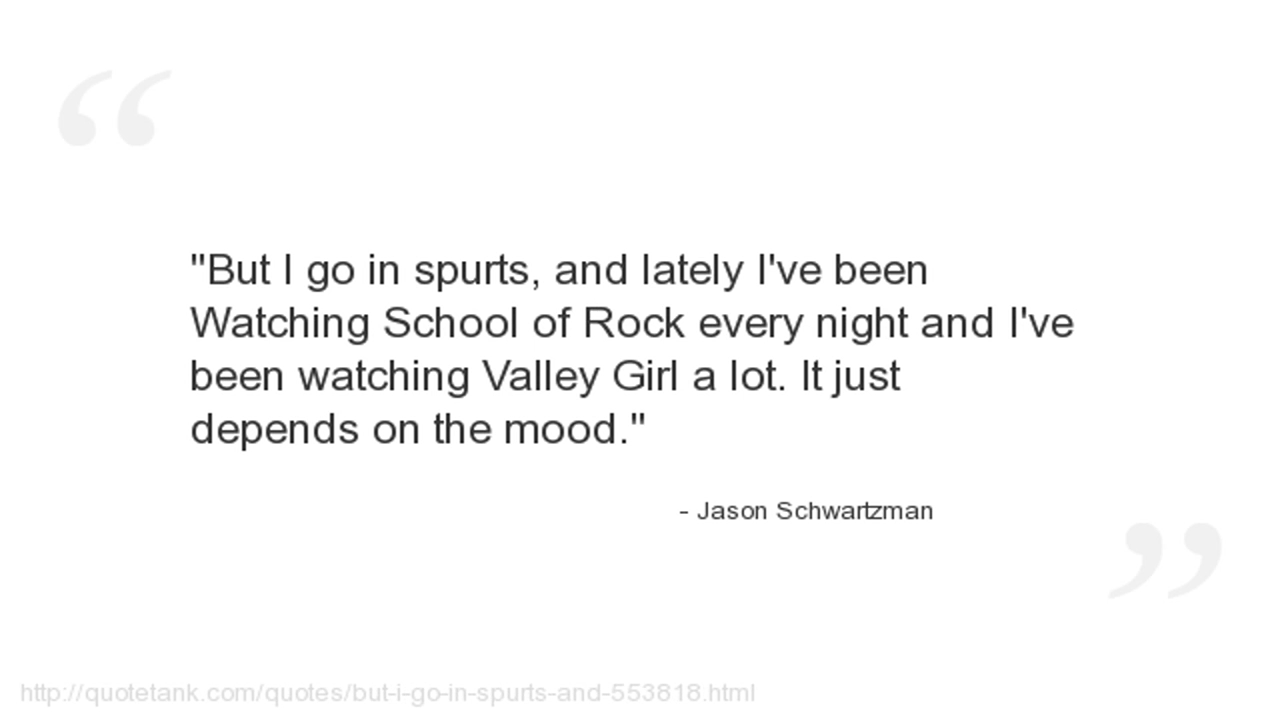 "But I go in spurts, and lately I've been
Watching School of Rock every night and I've
been watching Valley Girl a lot. It just
depends on the mood."
- Jason Schwartzman
http://quotetank.com/quotes/but-i-go-in-spurts-and-553818.html